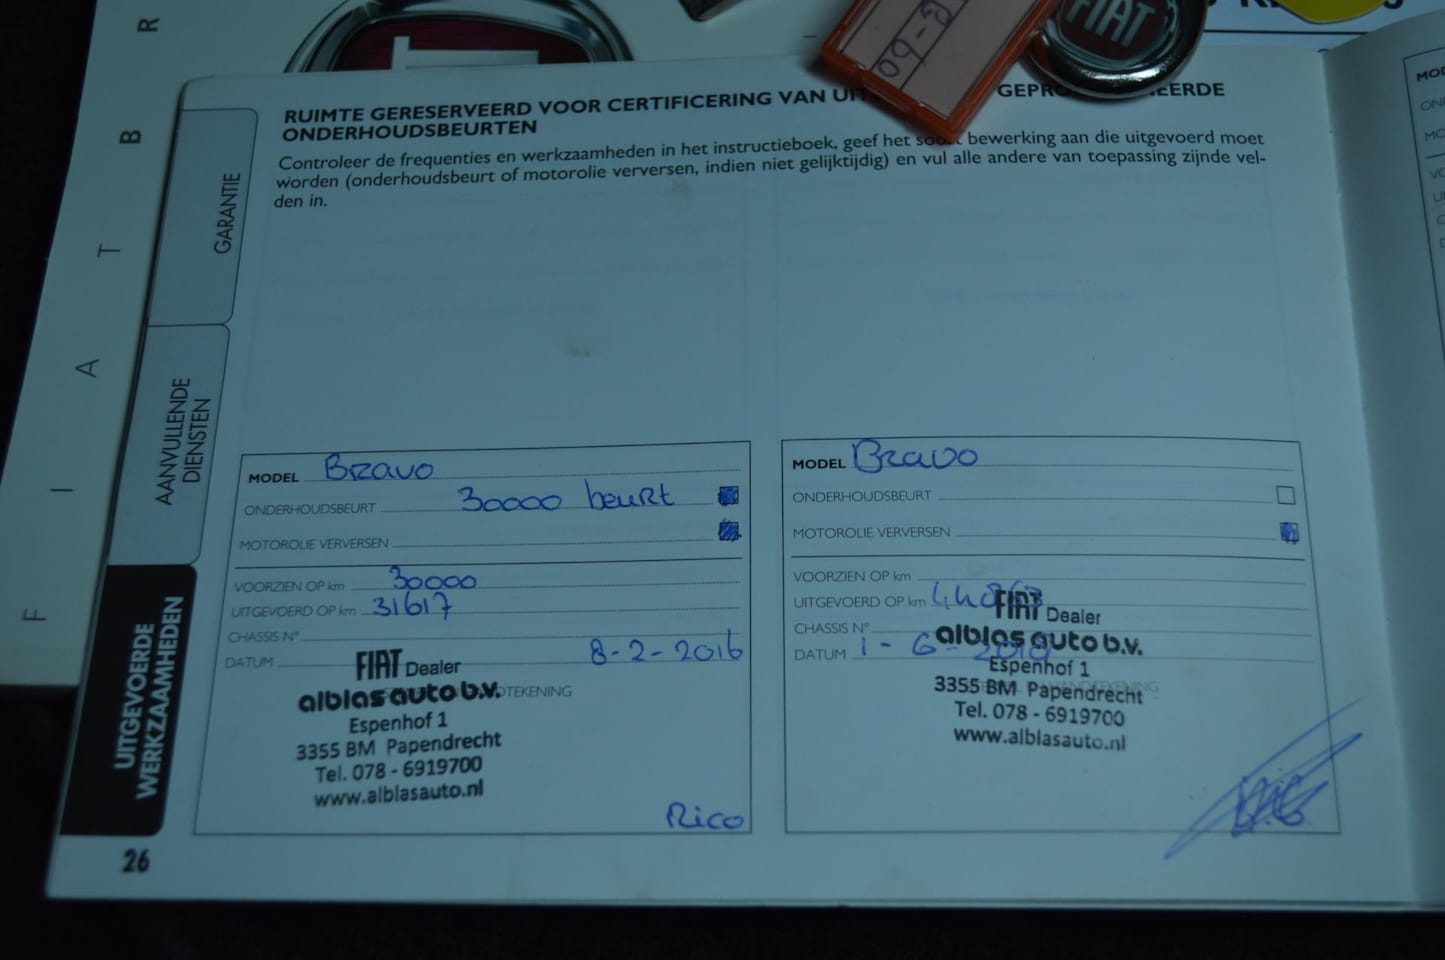 FIAT
09-2
RUIMTE GERESERVEERD VOOR CERTIFICERING VAN
ONDERHOUDSBEURTEN
Controleer de frequenties en werkzaamheden in het instructieboek, geef het bewerking aan die uitgevoerd moet
worden (onderhoudsbeurt of motorolie verversen, indien niet gelijktijdig) en vul alle andere van toepassing zijnde vel-
den in.
GARANTIE
AANVULLENDE
DIENSTEN
UITGEVOERDE
WERKZAAMHEDEN
26
F I A T B R
MODEL Bravo
ONDERHOUDSBEURT 30000 beurt
MOTOROLIE VERVERSEN
VOORZIEN OP km 30000
UITGEVOERD OP km 31617
CHASSIS N°
DATUM 8-2-2016
FIAT Dealer
alblas auto b.v.
Espenhof 1
3355 BM Papendrecht
Tel. 078 - 6919700
www.alblasauto.nl
Rico
MODEL Bravo
ONDERHOUDSBEURT
MOTOROLIE VERVERSEN
VOORZIEN OP km
UITGEVOERD OP km
CHASSIS N°
DATUM 1-6-2018
FIAT Dealer
alblas auto b.v.
Espenhof 1
3355 BM Papendrecht
Tel. 078 - 6919700
www.alblasauto.nl